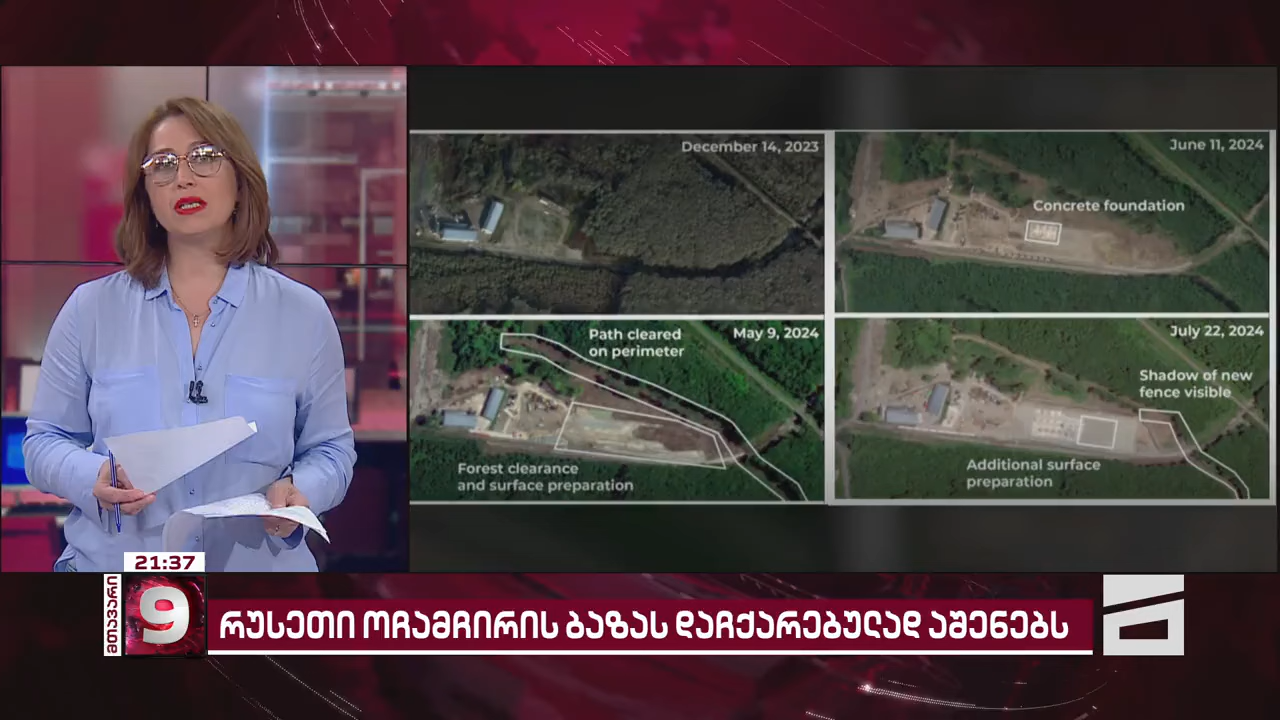 December 14, 2023
June 11, 2024
Concrete foundation
Path cleared
on perimeter
May 9, 2024
Forest clearance
and surface preparation
July 22, 2024
Shadow of new
fence visible
Additional surface
preparation
21:37
მთავარი
9
რუსეთი ოჩამჩირის ბაზას დაჩქარებულად აშენებს